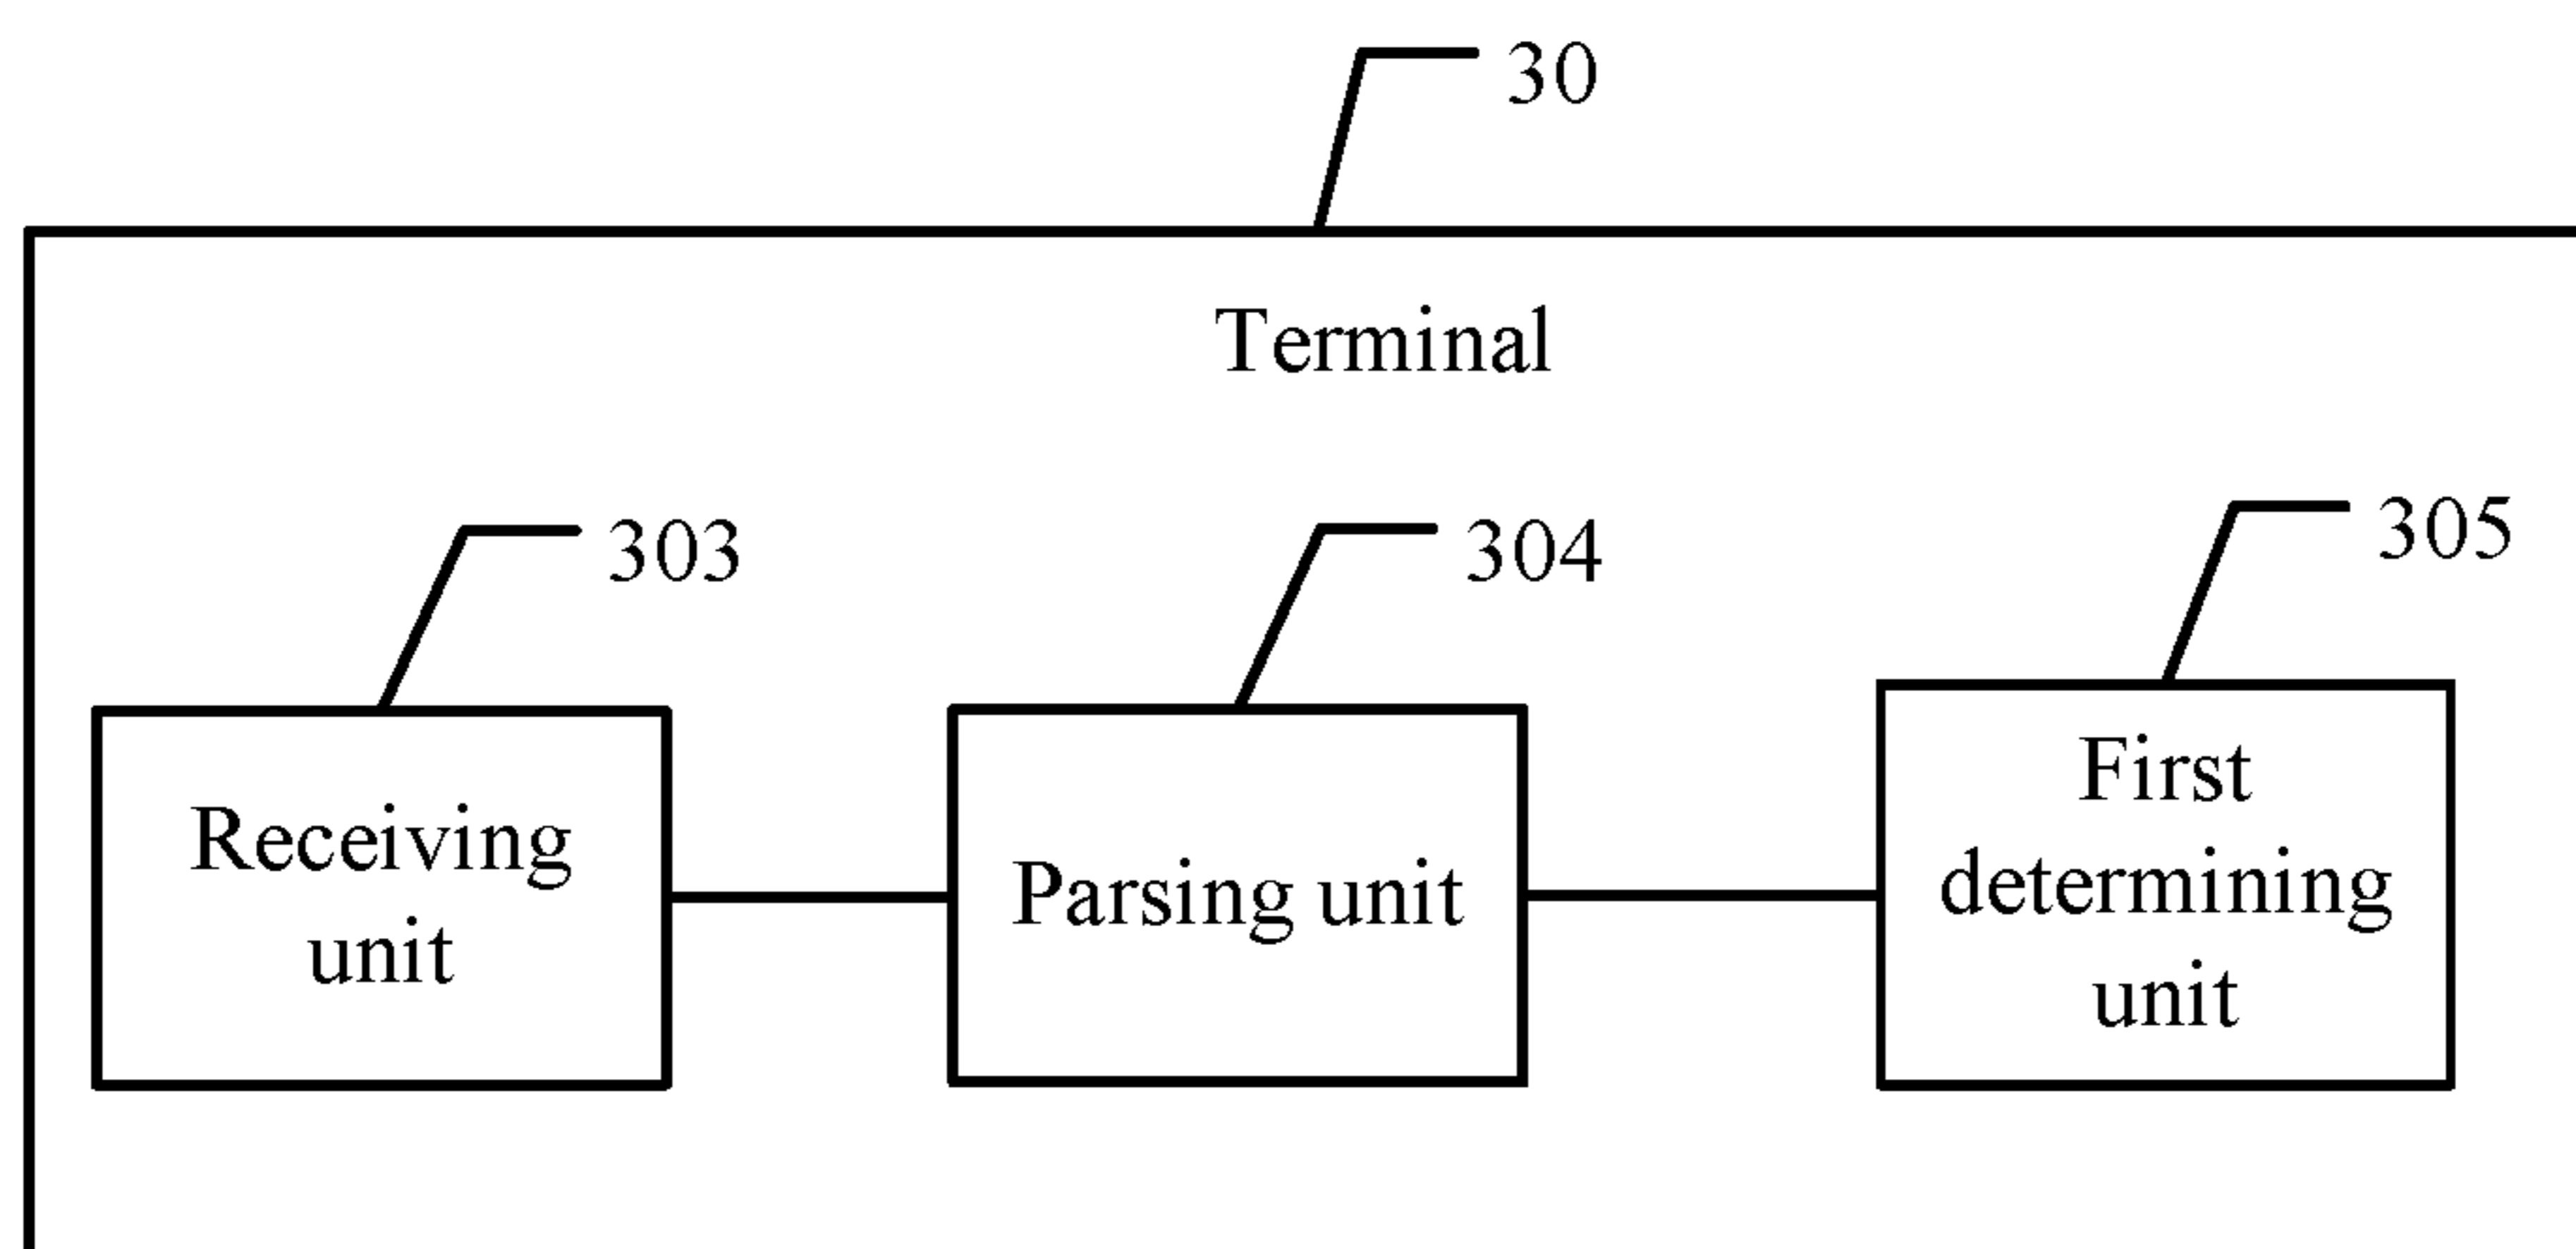 30
Terminal
303
304
305
Receiving
unit
Parsing unit
First
determining
unit